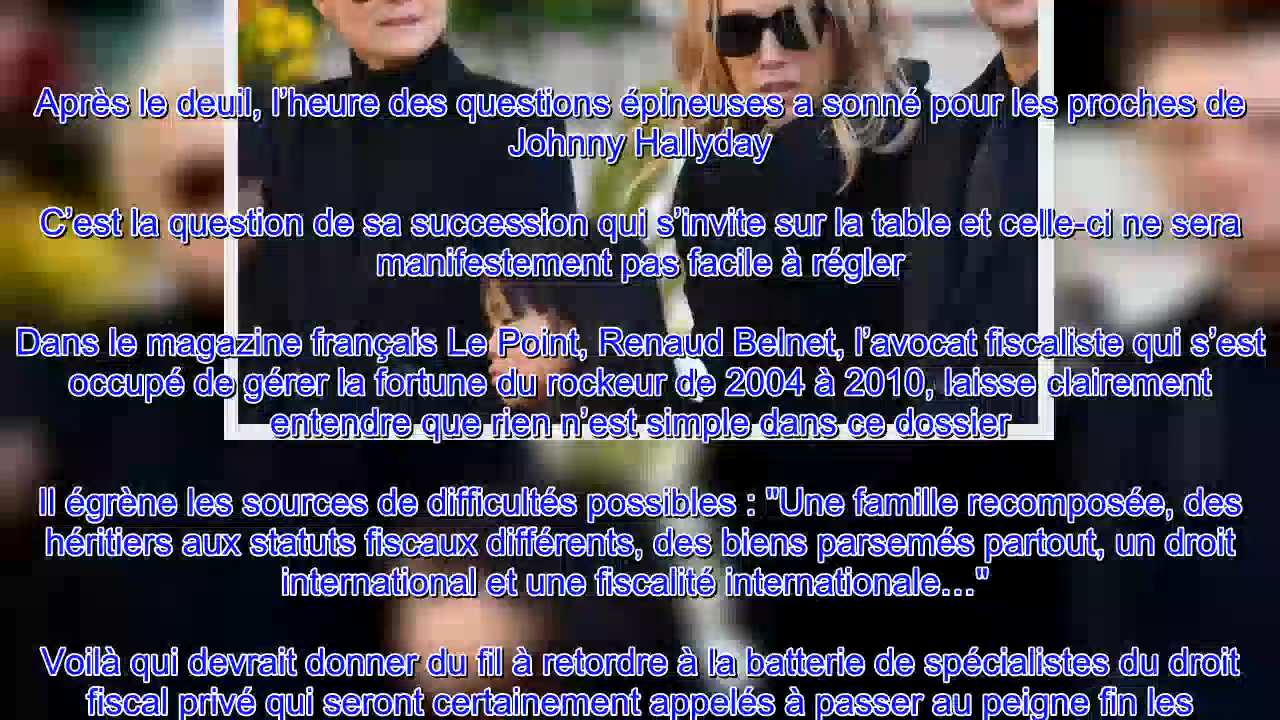 Après le deuil, l’heure des questions épineuses a sonné pour les proches de
Johnny Hallyday
C’est la question de sa succession qui s’invite sur la table et celle-ci ne sera
manifestement pas facile à régler
Dans le magazine français Le Point, Renaud Belnet, l’avocat fiscaliste qui s’est
occupé de gérer la fortune du rockeur de 2004 à 2010, laisse clairement
entendre que rien n’est simple dans ce dossier
Il égrène les sources de difficultés possibles : "Une famille recomposée, des
héritiers aux statuts fiscaux différents, des biens parsemés partout, un droit
international et une fiscalité internationale…"
Voilà qui devrait donner du fil à retordre à la batterie de spécialistes du droit
fiscal privé qui seront certainement appelés à passer au peigne fin les